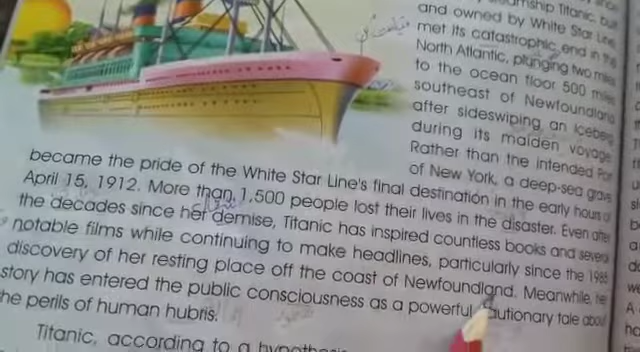 steamship Titanic, bui
and owned by White Star Line
met its catastrophic end in the
North Atlantic, plunging two miles
to the ocean floor 500 miles
southeast of Newfoundland
after sideswiping an iceberg
during its maiden voyage
Rather than the intended Por
of New York, a deep-sea grave
became the pride of the White Star Line's final destination in the early hours of
April 15, 1912. More than 1,500 people lost their lives in the disaster. Even after
the decades since her demise, Titanic has inspired countless books and several
notable films while continuing to make headlines, particularly since the 1985
discovery of her resting place off the coast of Newfoundland. Meanwhile, her
story has entered the public consciousness as a powerful cautionary tale about
he perils of human hubris.
Titanic, according to a hypothesis